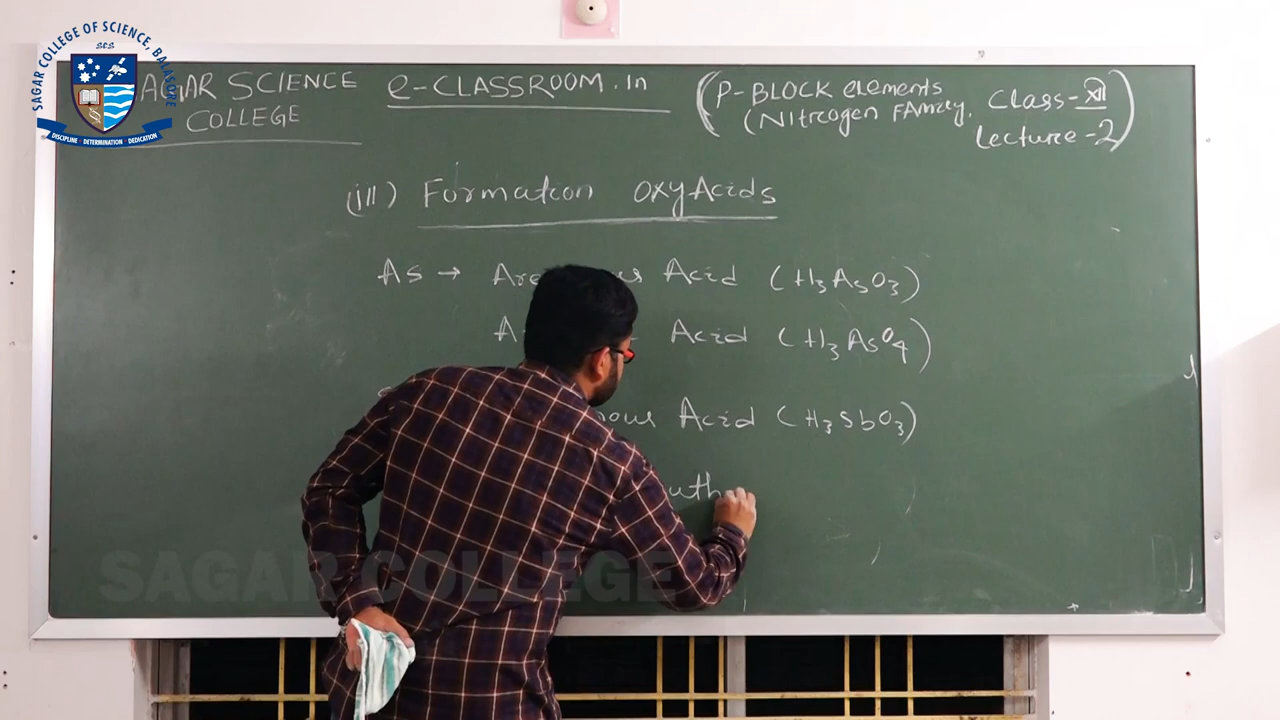 SAGAR COLLEGE OF SCIENCE, BALASORE
SCS
DISCIPLINE · DETERMINATION · DEDICATION
AGAR SCIENCE
COLLEGE
e-CLASSROOM.In
P-BLOCK elements
(Nitrogen FAMily,
Class-XII
Lecture-2
(iii) Formation oxyAcids
As → Acid (H3AsO3)
Acid (H3AsO4)
Acid (H3SbO3)
SAGAR COLLEGE